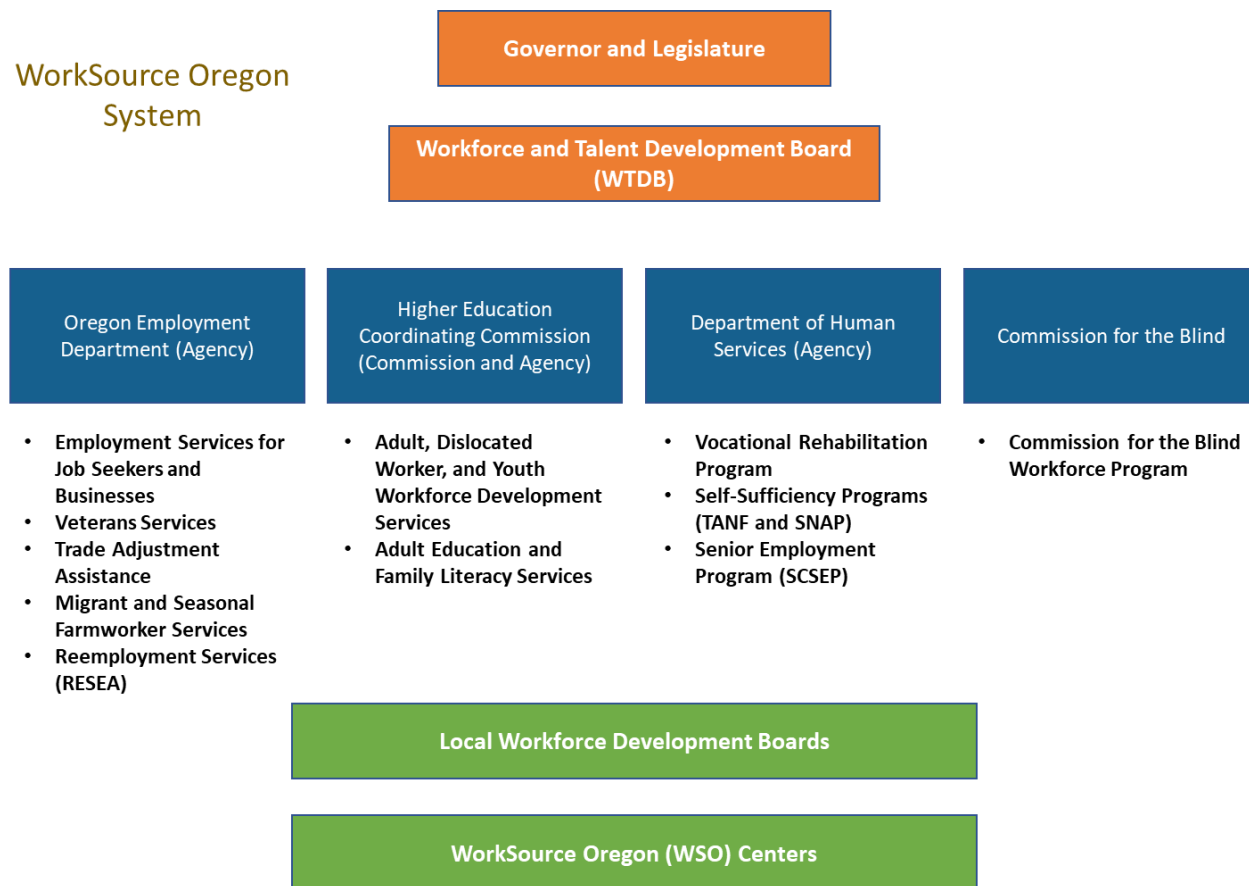 WorkSource Oregon
System
Governor and Legislature
Workforce and Talent Development Board
(WTDB)
Oregon Employment
Department (Agency)
Higher Education
Coordinating Commission
(Commission and Agency)
Department of Human
Services (Agency)
Commission for the Blind
• Employment Services for
Job Seekers and
Businesses
• Veterans Services
• Trade Adjustment
Assistance
• Migrant and Seasonal
Farmworker Services
• Reemployment Services
(RESEA)
• Adult, Dislocated
Worker, and Youth
Workforce Development
Services
• Adult Education and
Family Literacy Services
• Vocational Rehabilitation
Program
• Self-Sufficiency Programs
(TANF and SNAP)
• Senior Employment
Program (SCSEP)
• Commission for the Blind
Workforce Program
Local Workforce Development Boards
WorkSource Oregon (WSO) Centers